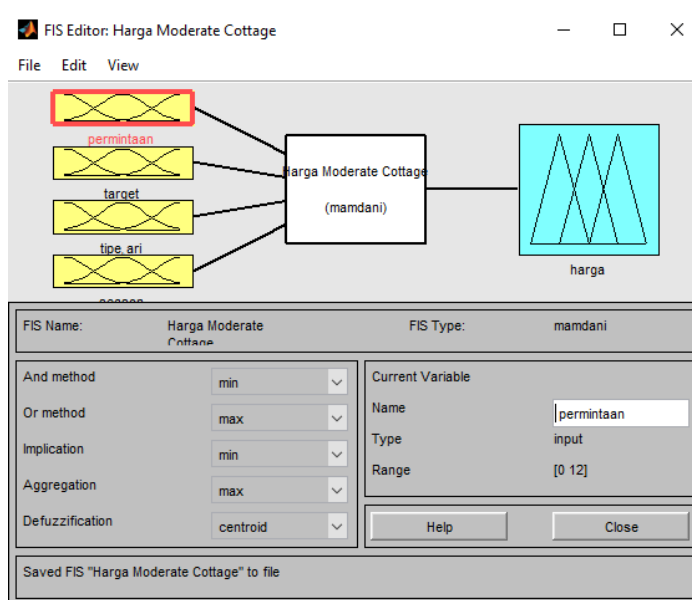 FIS Editor: Harga Moderate Cottage
File Edit View
permintaan
target
tipe, ari
Harga Moderate Cottage
(mamdani)
harga
FIS Name: Harga Moderate Cottage FIS Type: mamdani
And method min
Or method max
Implication min
Aggregation max
Defuzzification centroid
Current Variable
Name permintaan
Type input
Range [0 12]
Help Close
Saved FIS "Harga Moderate Cottage" to file